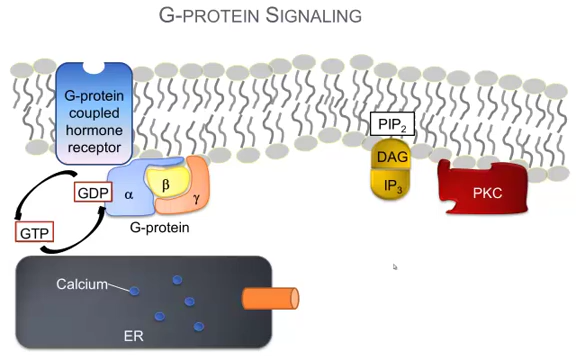 G-PROTEIN SIGNALING
G-protein
coupled
hormone
receptor
PIP2
DAG
IP3
PKC
GDP
α
β
γ
GTP
G-protein
Calcium
ER